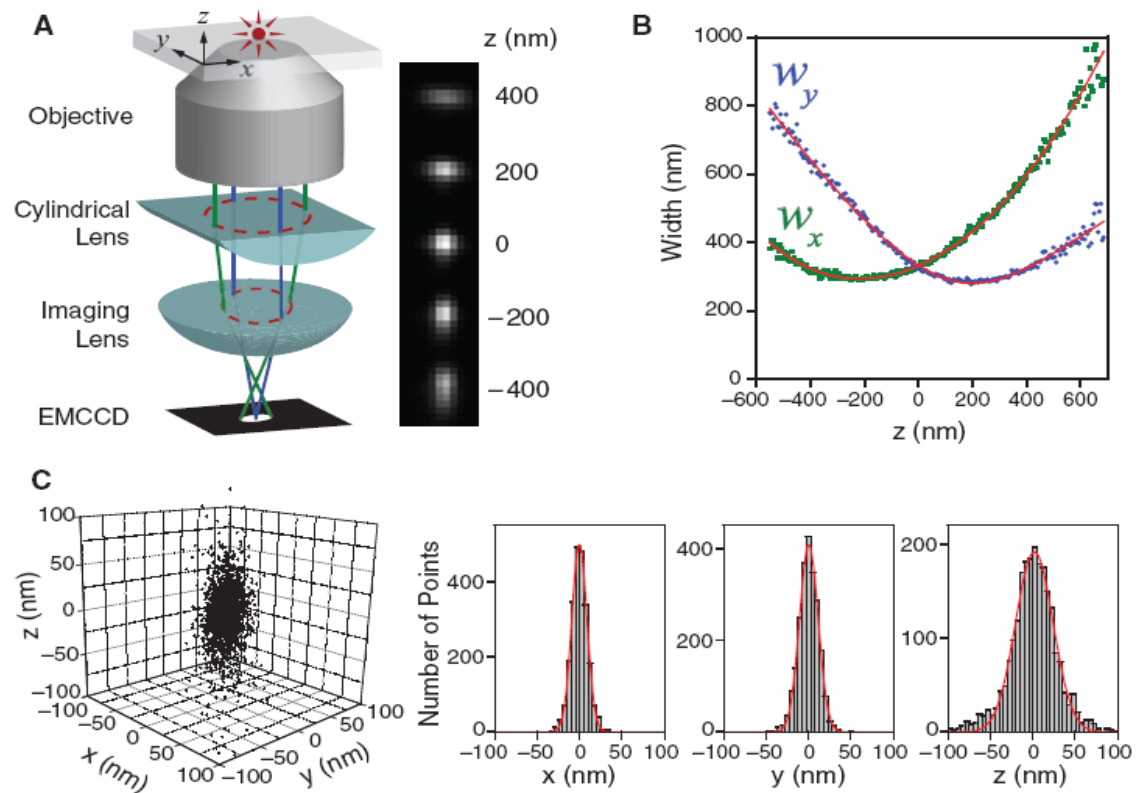 A
z
y
x
Objective
Cylindrical
Lens
Imaging
Lens
EMCCD
z (nm)
400
200
0
−200
−400
B
1000
800
600
400
200
0
Width (nm)
w_y
w_x
−600 −400 −200 0 200 400 600
z (nm)
C
100
50
0
−50
−100
z (nm)
−100
−50
0
50
100
x (nm)
−100
−50
0
50
100
y (nm)
Number of Points
400
200
0
−100 −50 0 50 100
x (nm)
400
200
0
−100 −50 0 50 100
y (nm)
200
100
0
−100 −50 0 50 100
z (nm)